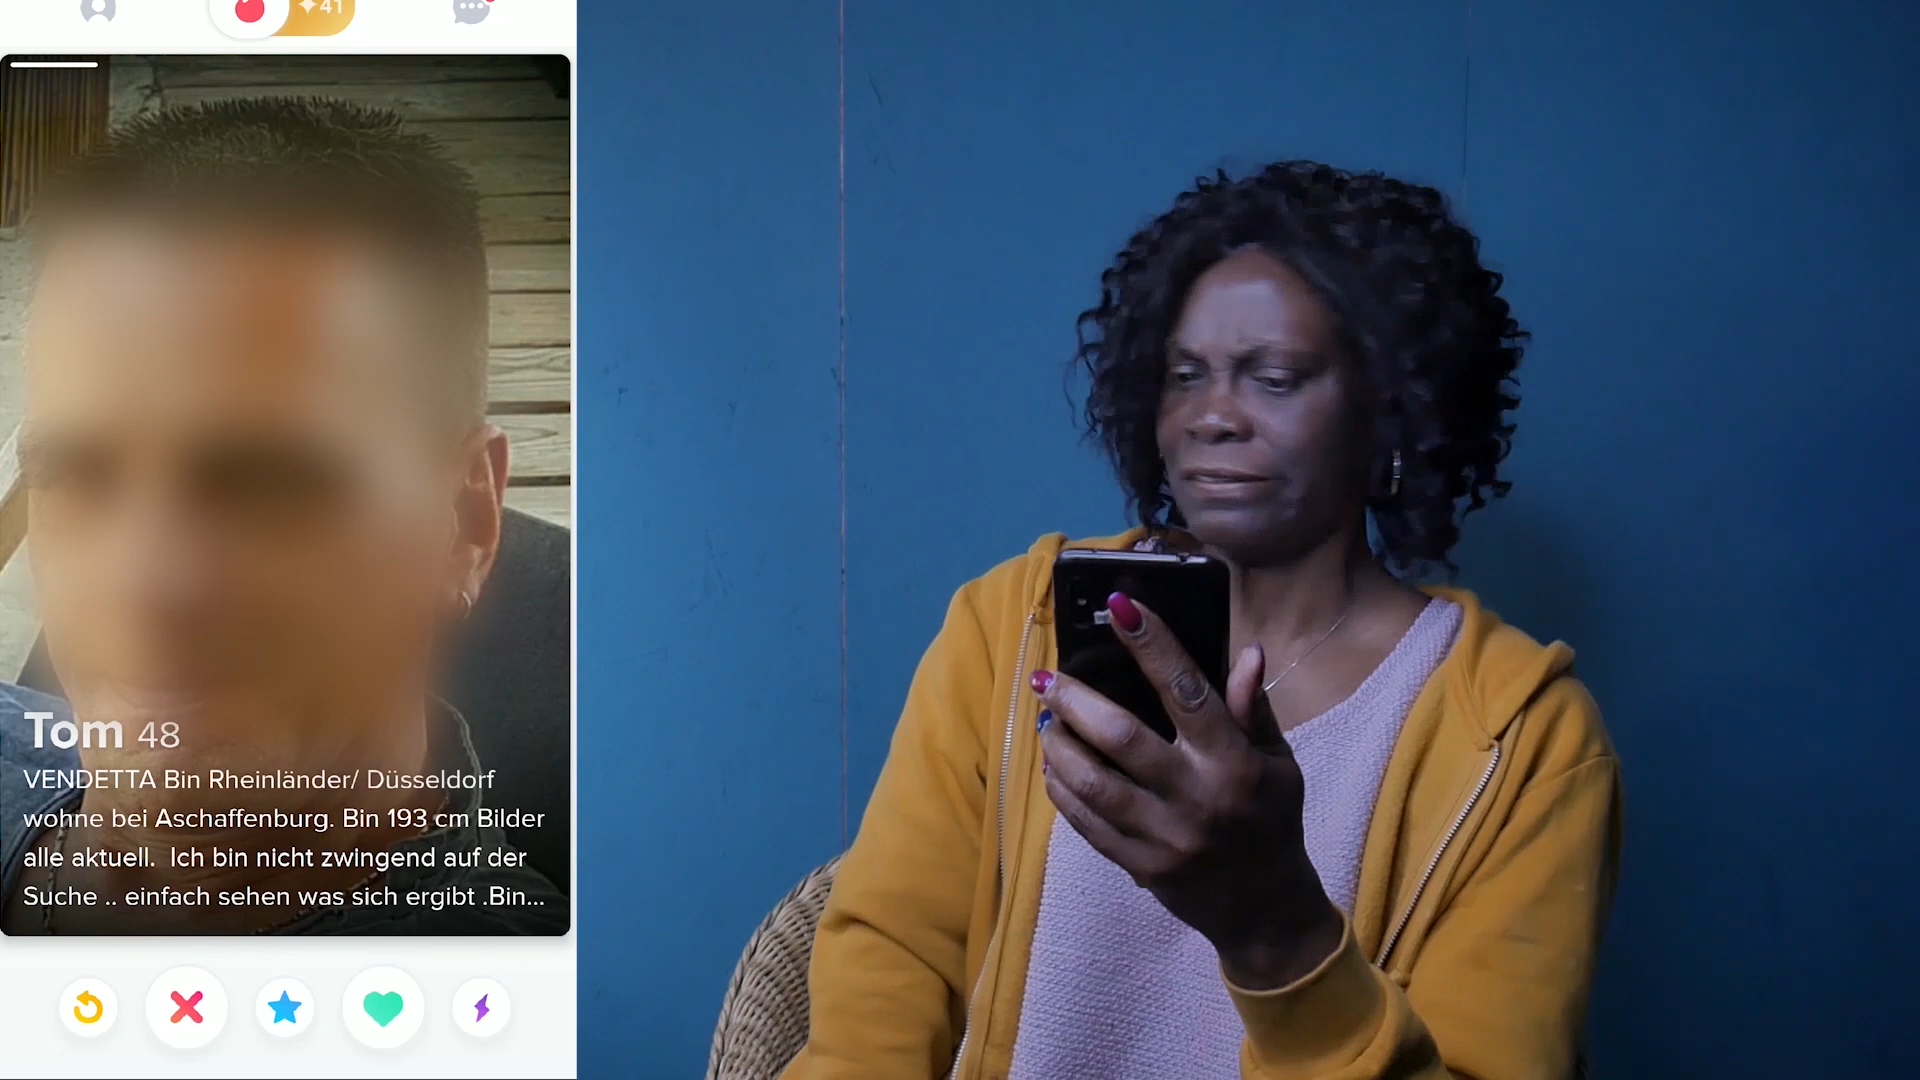 41
Tom 48
VENDETTA Bin Rheinländer/ Düsseldorf
wohne bei Aschaffenburg. Bin 193 cm Bilder
alle aktuell.  Ich bin nicht zwingend auf der
Suche .. einfach sehen was sich ergibt .Bin...